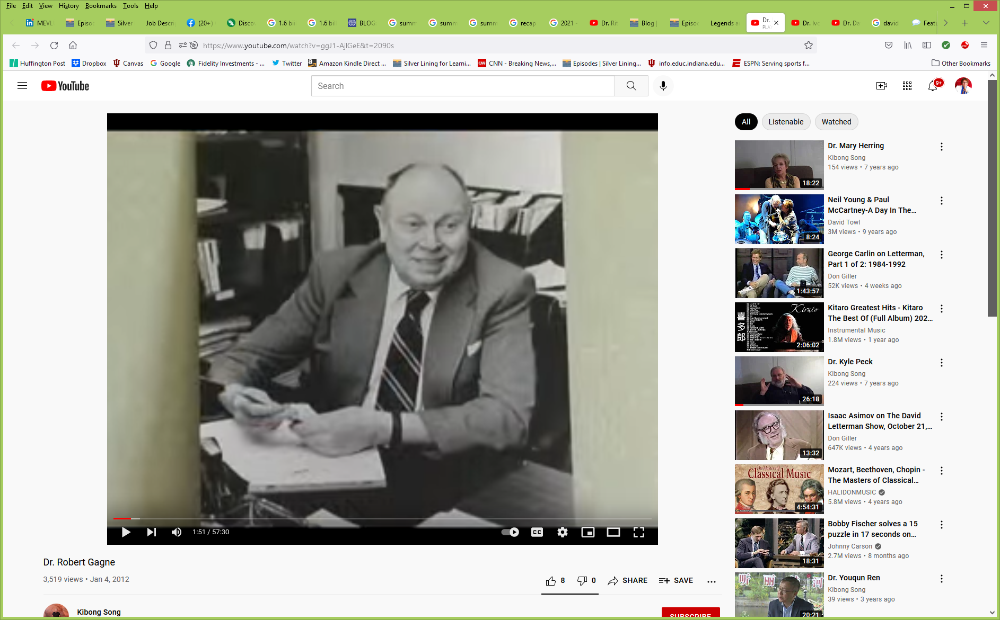 File Edit View History Bookmarks Tools Help
MEVL Episo Silver Job Descri (20+) Disco 1.6 bil 1.6 bil BLOG summ summ summ recap 2021 - Dr. Rit Blog | Episo Legends a Dr. Dr. Ivo Dr. Da david Featu
PLA
https://www.youtube.com/watch?v=ggJ1-AjlGeE&t=2090s
Huffington Post Dropbox Canvas Google Fidelity Investments - ... Twitter Amazon Kindle Direct ... Silver Lining for Learni... CNN - Breaking News,... Episodes | Silver Lining... info.educ.indiana.edu... ESPN: Serving sports f... Other Bookmarks
YouTube
Search
9+
All Listenable Watched
Dr. Mary Herring
Kibong Song
154 views • 7 years ago
18:22
Neil Young & Paul
McCartney-A Day In The...
David Towl
3M views • 9 years ago
8:24
George Carlin on Letterman,
Part 1 of 2: 1984-1992
Don Giller
52K views • 4 weeks ago
1:43:57
Kitaro Greatest Hits - Kitaro
The Best Of (Full Album) 202...
Instrumental Music
1.8M views • 1 year ago
Kitaro
喜多郎
2:06:02
Dr. Kyle Peck
Kibong Song
224 views • 7 years ago
26:18
Isaac Asimov on The David
Letterman Show, October 21,...
Don Giller
647K views • 4 years ago
13:32
Mozart, Beethoven, Chopin -
The Masters of Classical...
HALIDONMUSIC
5.8M views • 4 years ago
The Masters of
Classical Music
4:54:31
Bobby Fischer solves a 15
puzzle in 17 seconds on...
Johnny Carson
2.7M views • 8 months ago
18:31
Dr. Youqun Ren
Kibong Song
39 views • 3 years ago
20:21
1:51 / 57:30
CC
Dr. Robert Gagne
3,519 views • Jan 4, 2012
8 0 SHARE SAVE ...
Kibong Song
SUBSCRIBE